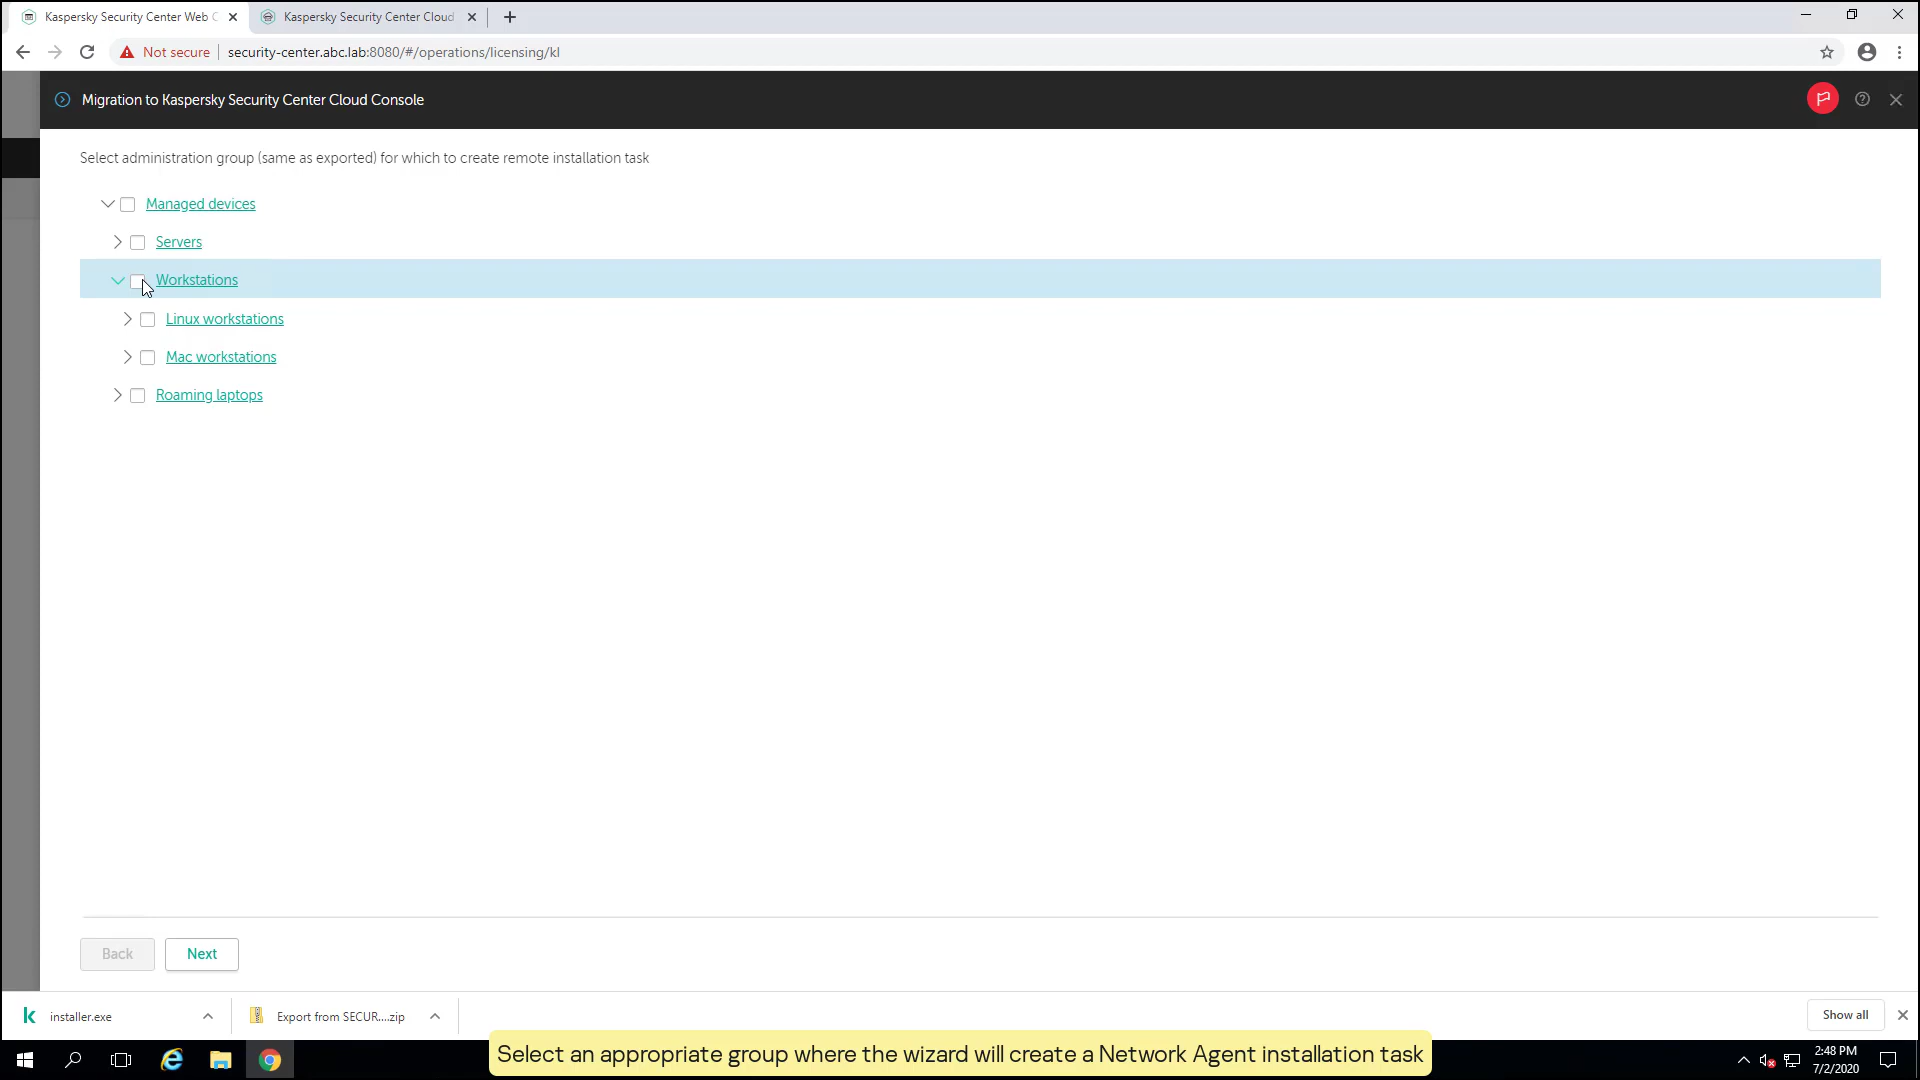 Kaspersky Security Center Web C
Kaspersky Security Center Cloud
Not secure
security-center.abc.lab:8080/#/operations/licensing/kl
Migration to Kaspersky Security Center Cloud Console
Select administration group (same as exported) for which to create remote installation task
Managed devices
Servers
Workstations
Linux workstations
Mac workstations
Roaming laptops
Back
Next
installer.exe
Export from SECUR....zip
Show all
Select an appropriate group where the wizard will create a Network Agent installation task
2:48 PM
7/2/2020